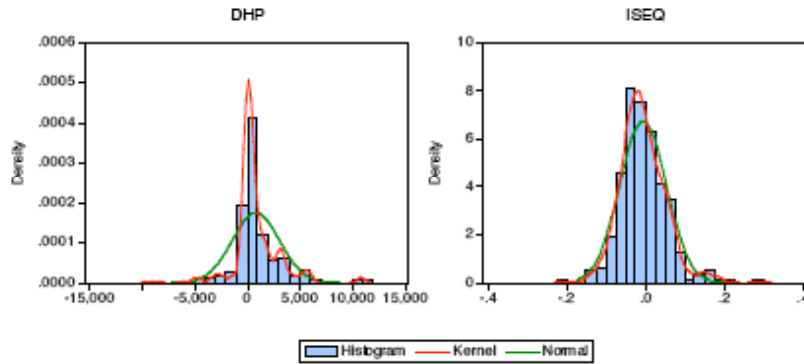 DHP
.0006
.0005
.0004
.0003
.0002
.0001
.0000
Density
-15,000 -5,000 0 5,000 10,000 15,000
ISEQ
10
8
6
4
2
0
Density
-.4 -.2 .0 .2 .4
Histogram Kernel Normal